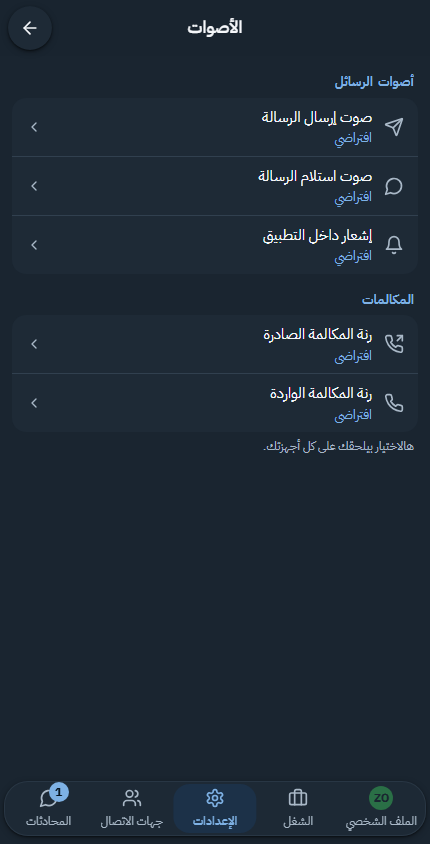 الأصوات
أصوات الرسائل
صوت إرسال الرسالة
افتراضي
صوت استلام الرسالة
افتراضي
إشعار داخل التطبيق
افتراضي
المكالمات
رنة المكالمة الصادرة
افتراضي
رنة المكالمة الواردة
افتراضي
هالاختيار بيلحقك على كل أجهزتك.
ZO
1
الملف الشخصي
الشغل
الإعدادات
جهات الاتصال
المحادثات